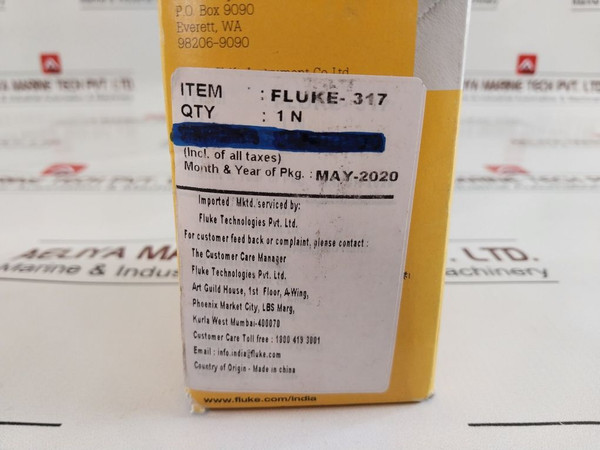 P.O. Box 9090
Everett, WA
98206-9090
ITEM : FLUKE- 317
QTY : 1 N
(Incl. of all taxes)
Month & Year of Pkg. : MAY-2020
Imported / Mktd. serviced by:
Fluke Technologies Pvt. Ltd.
For customer feed back or complaint, please contact :
The Customer Care Manager
Fluke Technologies Pvt. Ltd.
Art Guild House, 1st Floor, A-Wing,
Phoenix Market City, LBS Marg,
Kurla West Mumbai-400070
Customer Care Toll free : 1800 419 3801
Email : info.india@fluke.com
Country of Origin - Made in china
www.fluke.com/india